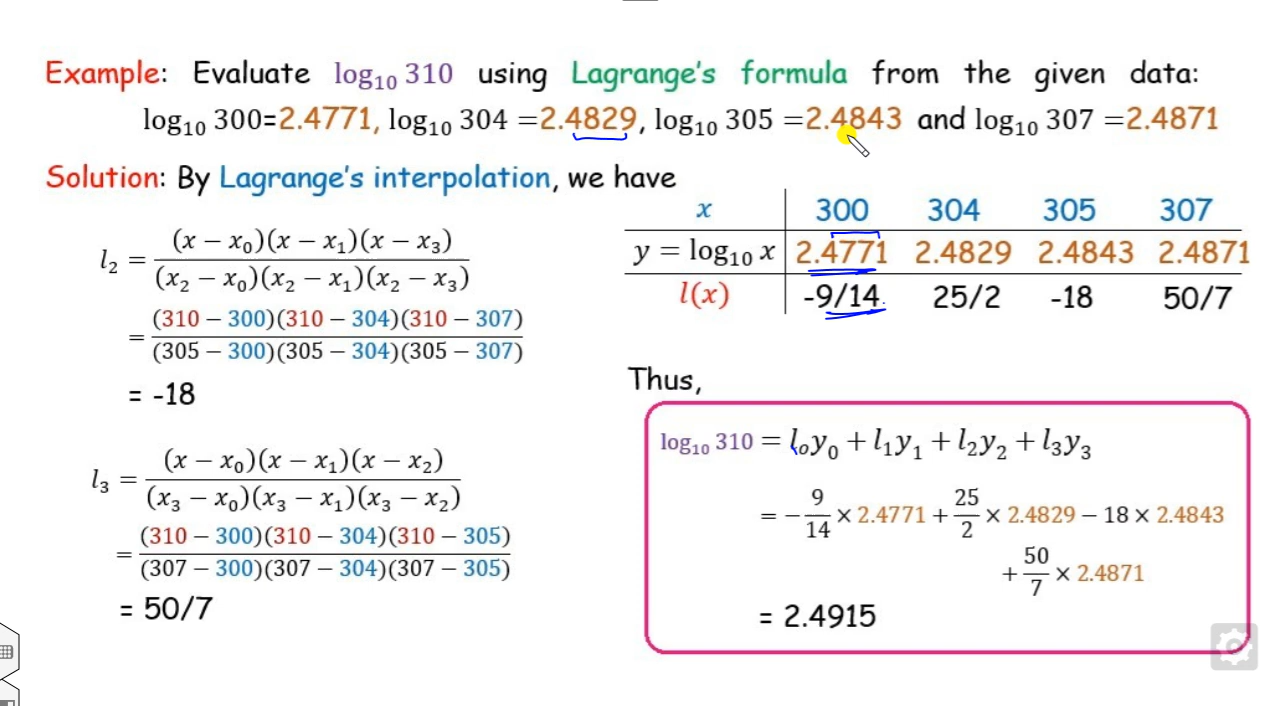 Example: Evaluate log₁₀ 310 using Lagrange's formula from the given data:
log₁₀ 300=2.4771, log₁₀ 304 =2.4829, log₁₀ 305 =2.4843 and log₁₀ 307 =2.4871
Solution: By Lagrange's interpolation, we have
l₂ = (x − x₀)(x − x₁)(x − x₃) / (x₂ − x₀)(x₂ − x₁)(x₂ − x₃)
= (310 − 300)(310 − 304)(310 − 307) / (305 − 300)(305 − 304)(305 − 307)
= -18
l₃ = (x − x₀)(x − x₁)(x − x₂) / (x₃ − x₀)(x₃ − x₁)(x₃ − x₂)
= (310 − 300)(310 − 304)(310 − 305) / (307 − 300)(307 − 304)(307 − 305)
= 50/7
x 300 304 305 307
y = log₁₀ x 2.4771 2.4829 2.4843 2.4871
l(x) -9/14 25/2 -18 50/7
Thus,
log₁₀ 310 = lₒy₀ + l₁y₁ + l₂y₂ + l₃y₃
= − 9/14 × 2.4771 + 25/2 × 2.4829 − 18 × 2.4843
+ 50/7 × 2.4871
= 2.4915